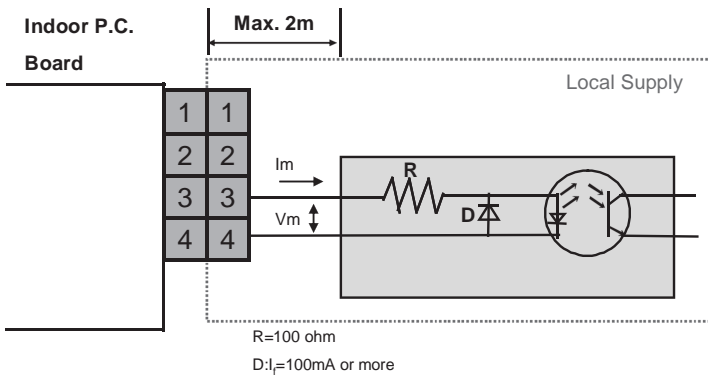 Indoor P.C.
Board
Max. 2m
Local Supply
1 1
2 2
3 3
4 4
Im
Vm
R
D
R=100 ohm
D:If=100mA or more